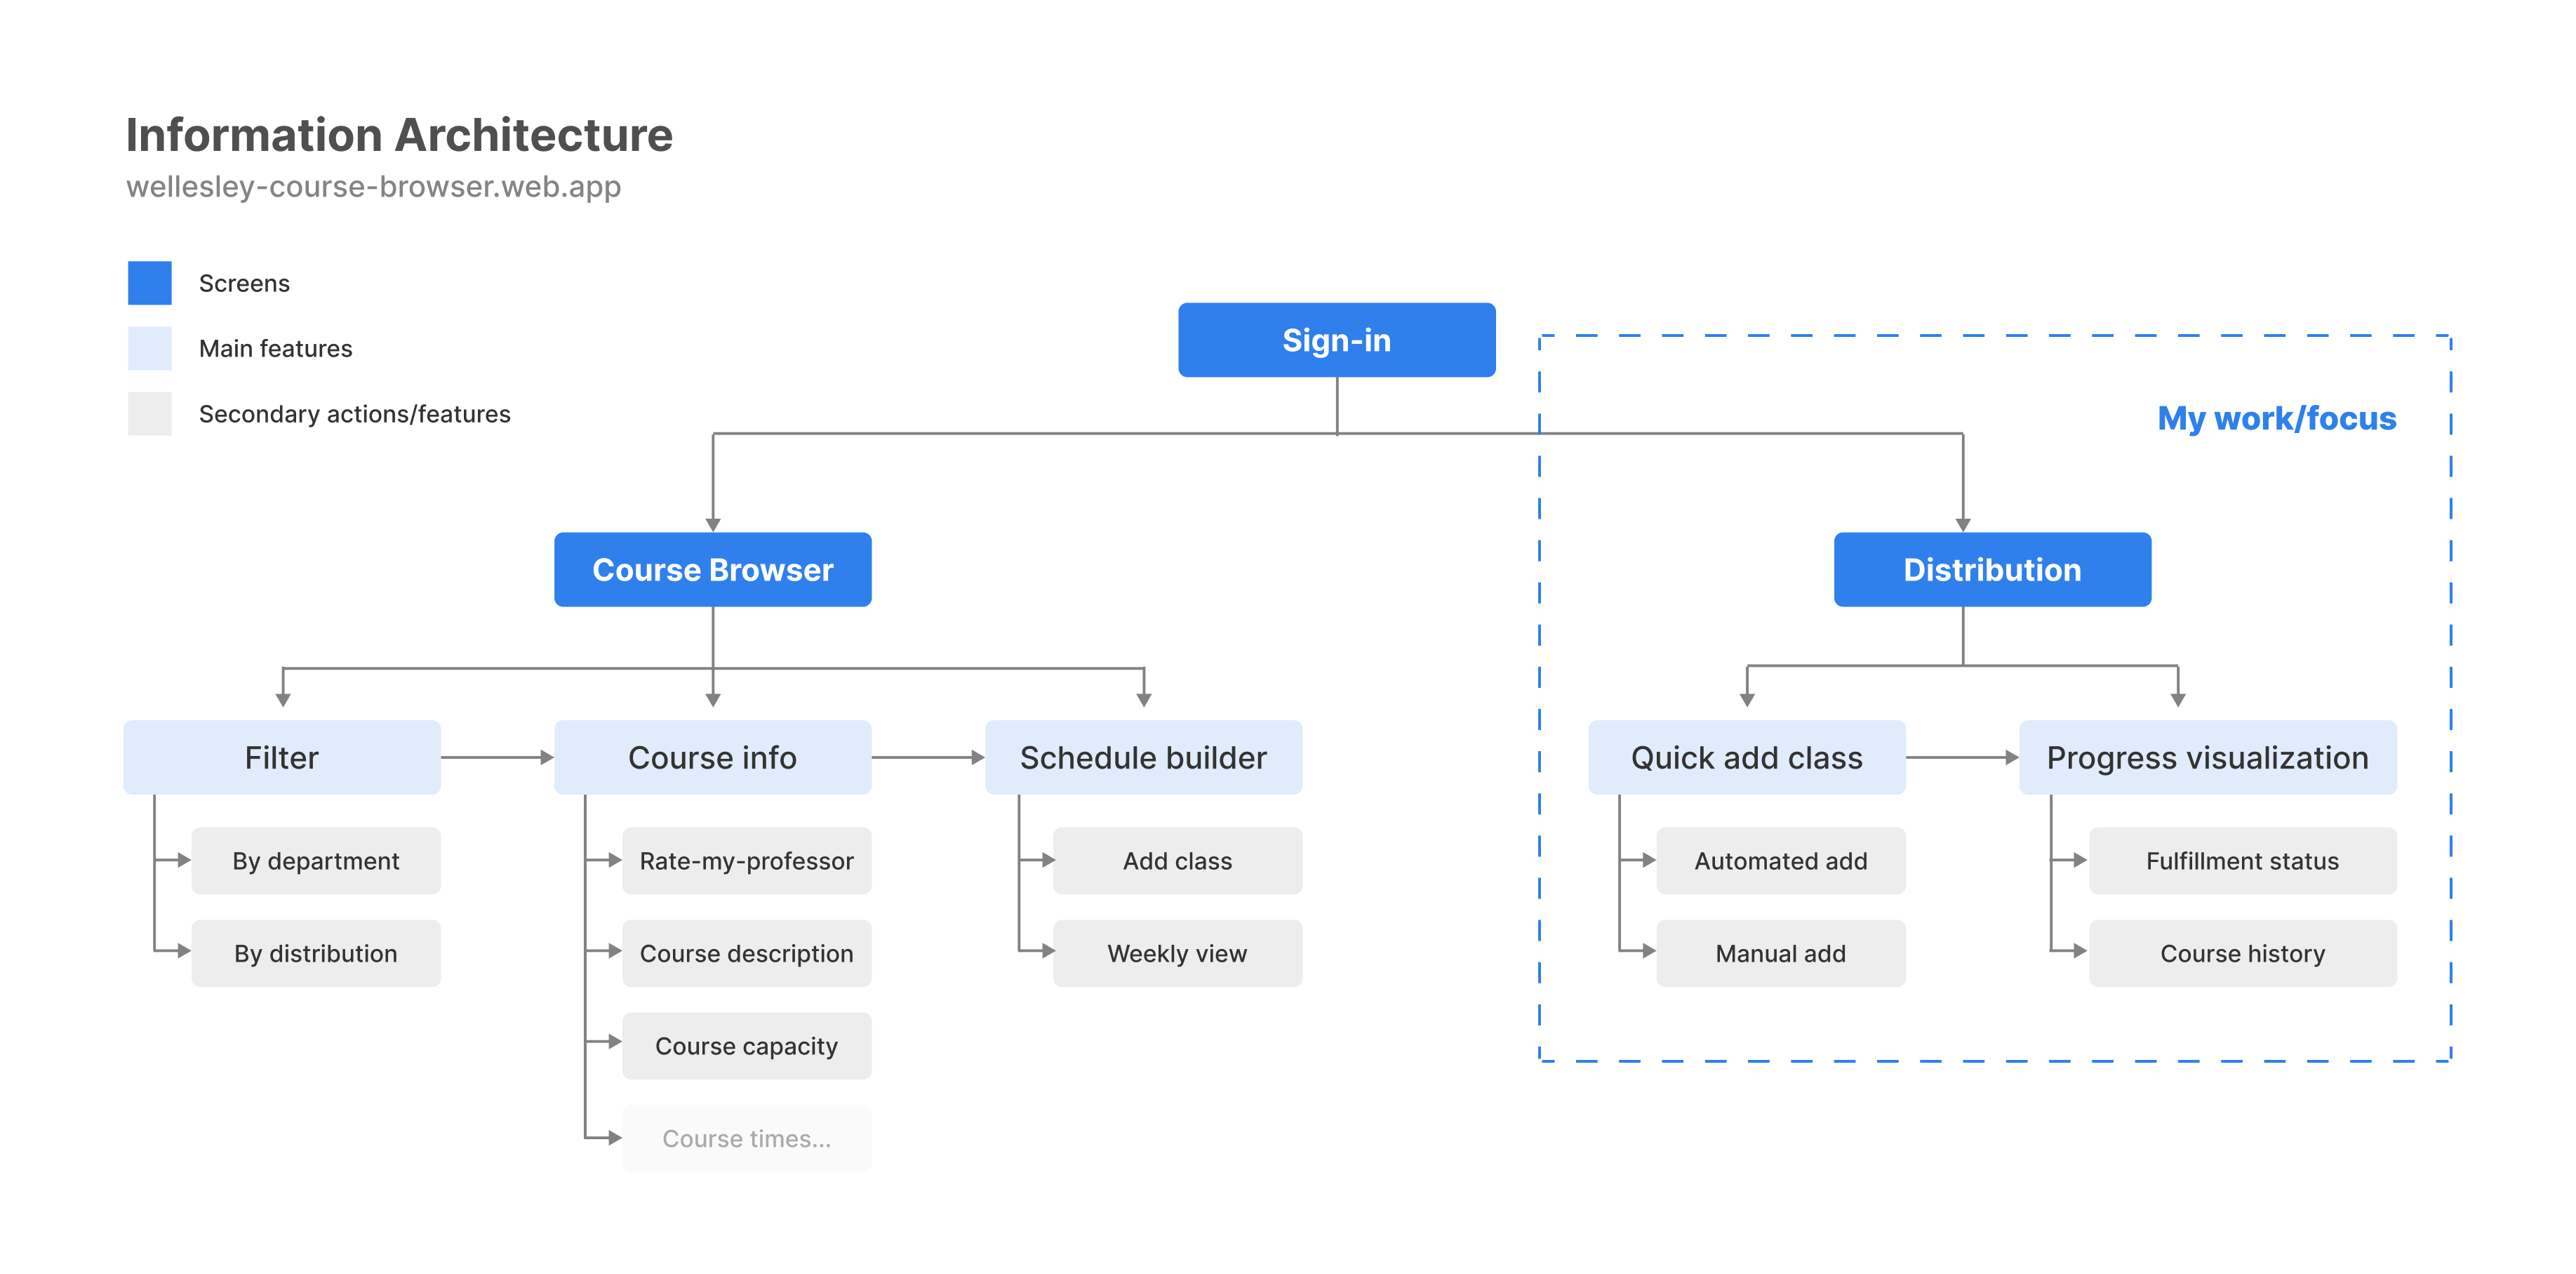 Information Architecture
wellesley-course-browser.web.app
Screens
Main features
Secondary actions/features
Sign-in
My work/focus
Course Browser
Distribution
Filter
Course info
Schedule builder
Quick add class
Progress visualization
By department
Rate-my-professor
Add class
Automated add
Fulfillment status
By distribution
Course description
Weekly view
Manual add
Course history
Course capacity
Course times...